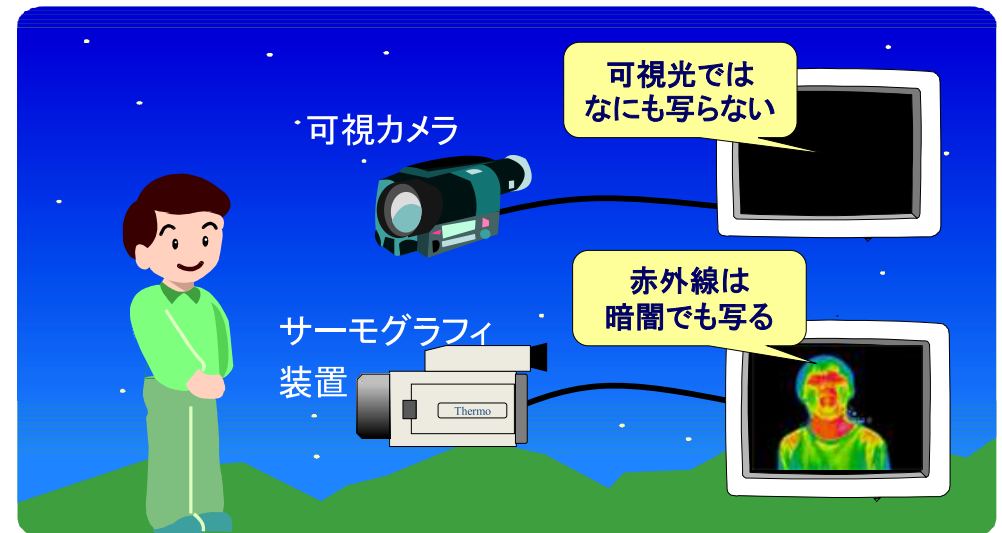 可視光では
なにも写らない
可視カメラ
赤外線は
暗闇でも写る
サーモグラフィ
装置
Thermo